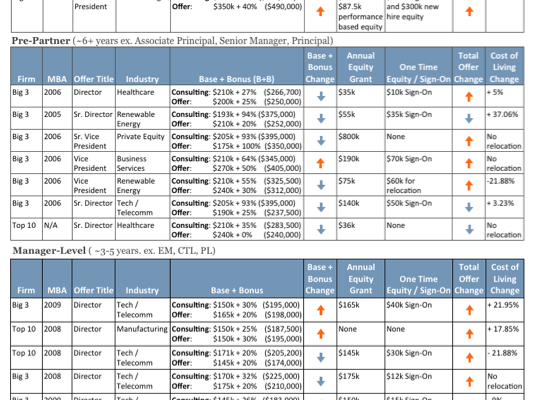 President
$350k + 40% ($490,000)
Offer:
$87.5k
performance
based equity
and $300k new
hire equity
Pre-Partner (~6+ years ex. Associate Principal, Senior Manager, Principal)
Firm MBA Offer Title Industry Base + Bonus (B+B) Base + Bonus Change Annual Equity Grant One Time Equity / Sign-On Total Offer Change Cost of Living Change
Big 3 2006 Director Healthcare Consulting: $210k + 27% ($266,700) $35k $10k Sign-On + 5%
Offer: $200k + 25% ($250,000)
Big 3 2005 Sr. Director Renewable Energy Consulting: $193k + 94% ($375,000) $55k $35k Sign-On + 37.06%
Offer: $210k + 20% ($252,000)
Big 3 2006 Sr. Vice President Private Equity Consulting: $205k + 93% ($395,000) $800k None No relocation
Offer: $175k + 100% ($350,000)
Big 3 2006 Vice President Business Services Consulting: $210k + 64% ($345,000) $190k $70k Sign-On No relocation
Offer: $270k + 50% ($405,000)
Big 3 2006 Vice President Renewable Energy Consulting: $210k + 55% ($325,500) $75k $60k for relocation -21.88%
Offer: $240k + 30% ($312,000)
Big 3 2006 Sr. Director Tech / Telecomm Consulting: $205k + 93% ($395,000) $140k $50k Sign-On + 3.23%
Offer: $190k + 25% ($237,500)
Top 10 N/A Sr. Director Healthcare Consulting: $210k + 35% ($283,500) $36k None No relocation
Offer: $240k + 0% ($240,000)
Manager-Level ( ~3-5 years. ex. EM, CTL, PL)
Firm MBA Offer Title Industry Base + Bonus Base + Bonus Change Annual Equity Grant One Time Equity / Sign-On Total Offer Change Cost of Living Change
Big 3 2009 Director Tech / Telecomm Consulting: $150k + 30% ($195,000) $165k $40k Sign-On + 21.95%
Offer: $165k + 20% ($198,000)
Top 10 2008 Director Manufacturing Consulting: $150k + 25% ($187,500) None None + 17.85%
Offer: $150k + 30% ($195,000)
Top 10 2008 Director Tech / Telecomm Consulting: $171k + 20% ($205,200) $145k $30k Sign-On - 21.88%
Offer: $145k + 20% ($174,000)
Big 3 2008 Director Tech / Telecomm Consulting: $170k + 32% ($225,000) $175k $12k Sign-On No relocation
Offer: $175k + 20% ($210,000)